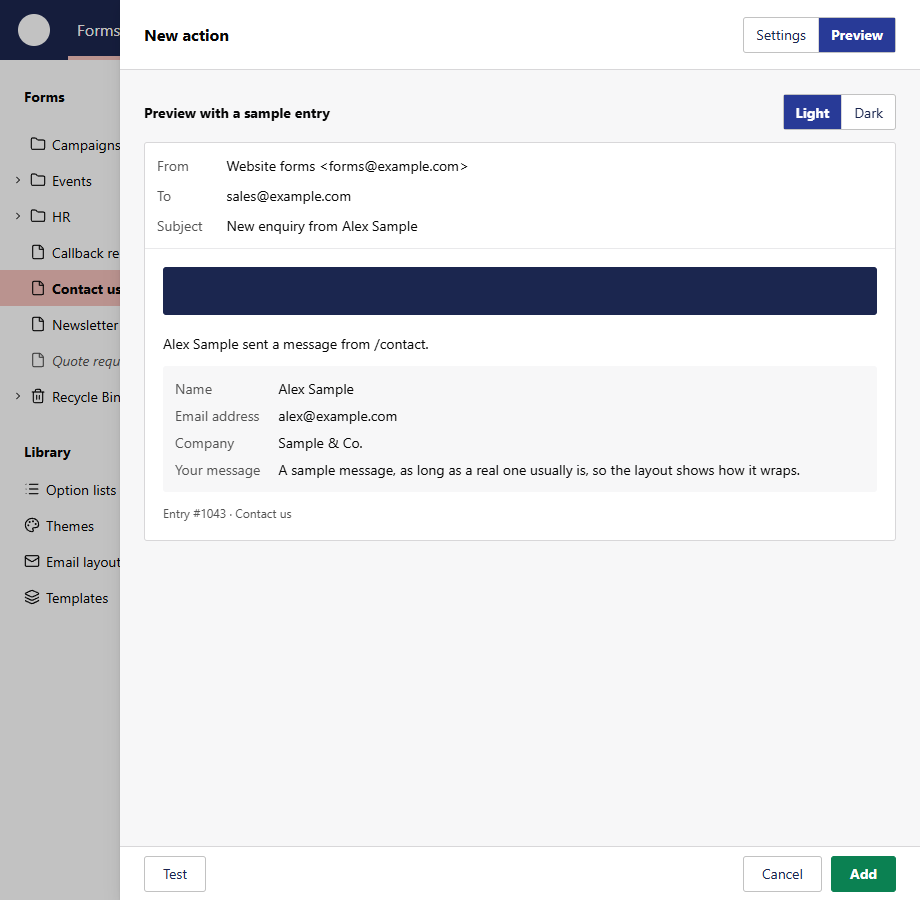 Forms
New action
Settings
Preview
Forms
Campaigns
Events
HR
Callback re
Contact us
Newsletter
Quote requ
Recycle Bin
Library
Option lists
Themes
Email layout
Templates
Preview with a sample entry
Light
Dark
From Website forms <forms@example.com>
To sales@example.com
Subject New enquiry from Alex Sample
Alex Sample sent a message from /contact.
Name Alex Sample
Email address alex@example.com
Company Sample & Co.
Your message A sample message, as long as a real one usually is, so the layout shows how it wraps.
Entry #1043 · Contact us
Test
Cancel
Add